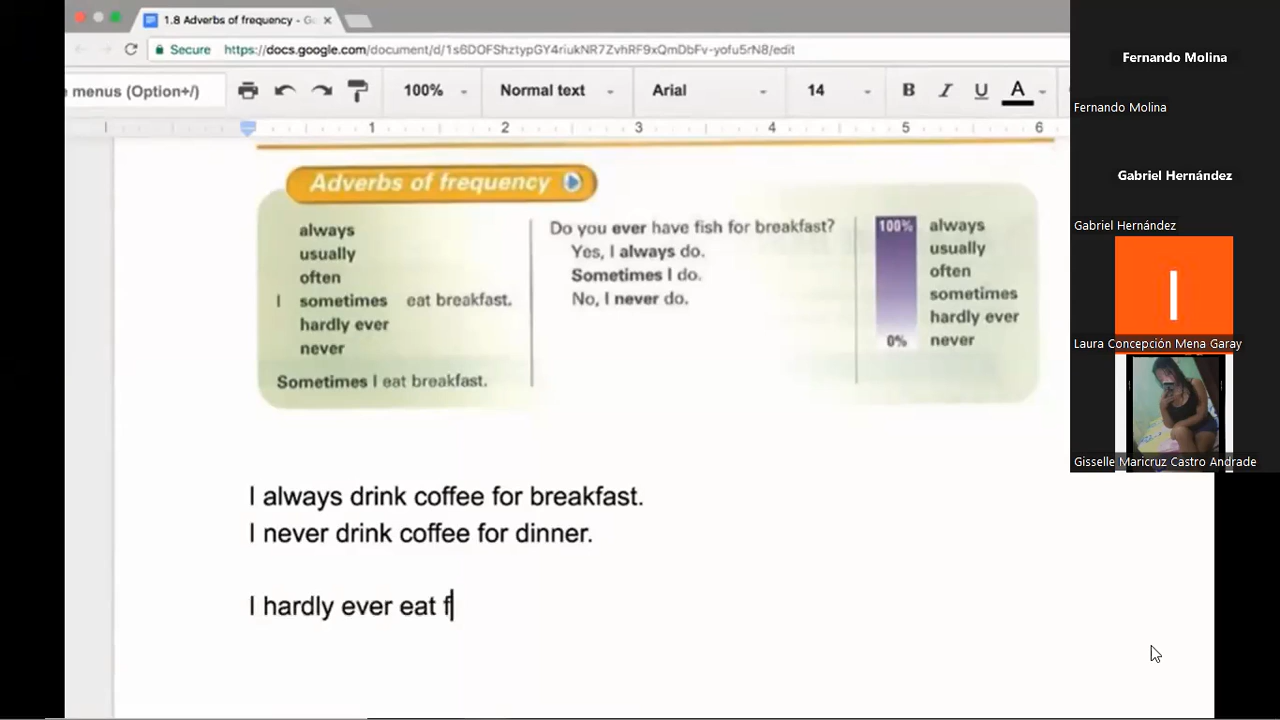 1.8 Adverbs of frequency - G
Secure https://docs.google.com/document/d/1s6DOFShztypGY4riukNR7ZvhRF9xQmDbFv-yofu5rN8/edit
menus (Option+/) 100% Normal text Arial 14 B I U A
1 2 3 4 5 6
Adverbs of frequency
always
usually
often
I sometimes eat breakfast.
hardly ever
never
Sometimes I eat breakfast.
Do you ever have fish for breakfast?
Yes, I always do.
Sometimes I do.
No, I never do.
100% always
usually
often
sometimes
hardly ever
0% never
I always drink coffee for breakfast.
I never drink coffee for dinner.
I hardly ever eat f
Fernando Molina
Fernando Molina
Gabriel Hernández
Gabriel Hernández
I
Laura Concepción Mena Garay
Gisselle Maricruz Castro Andrade